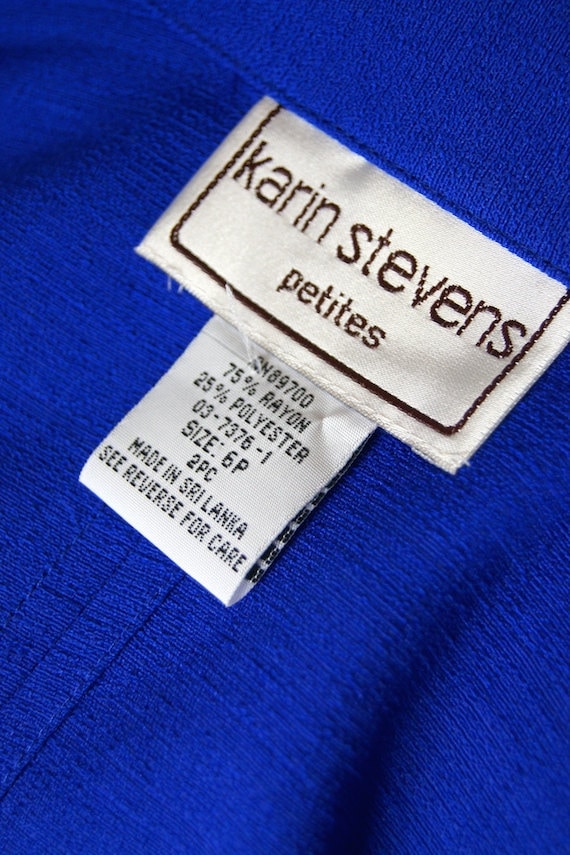 karin stevens
petites
RN89700
75% RAYON
25% POLYESTER
03-7376-1
SIZE: 6P
2PC
MADE IN SRI LANKA
SEE REVERSE FOR CARE